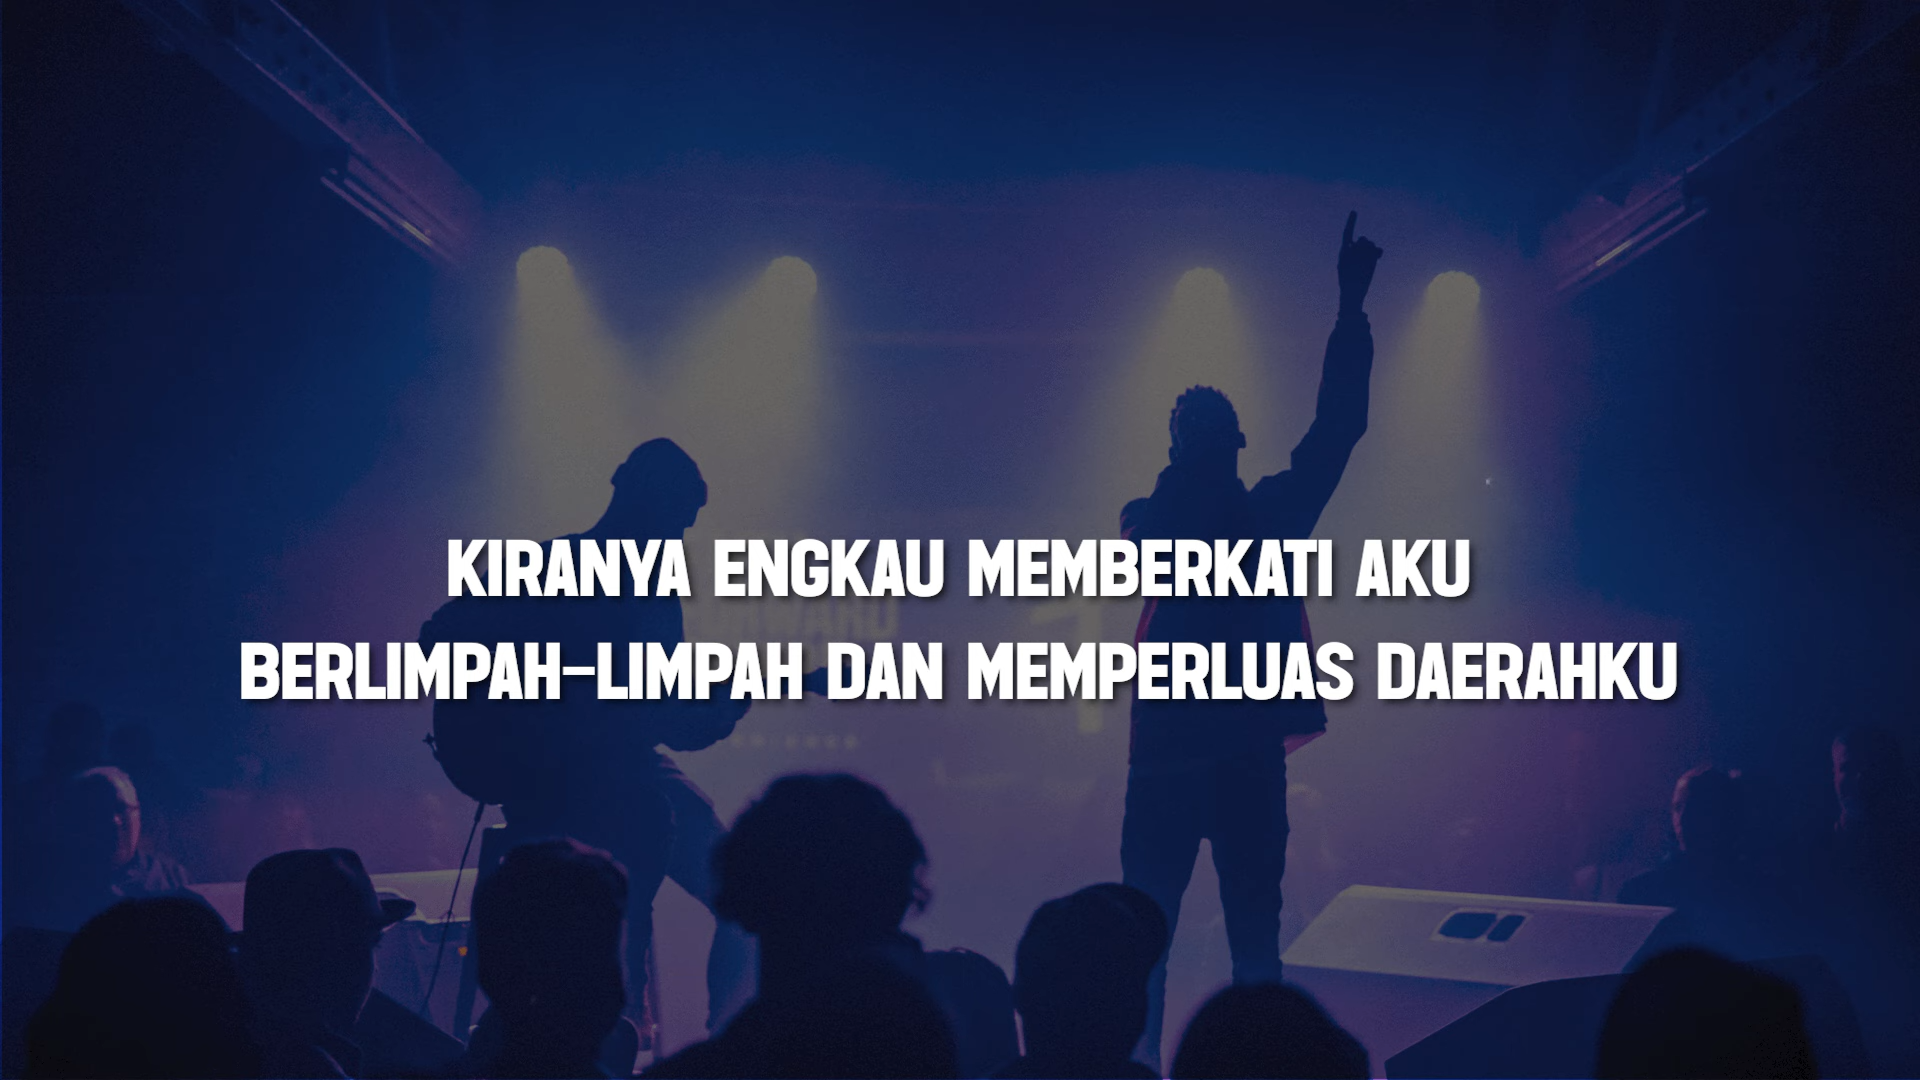 KIRANYA ENGKAU MEMBERKATI AKU
BERLIMPAH-LIMPAH DAN MEMPERLUAS DAERAHKU